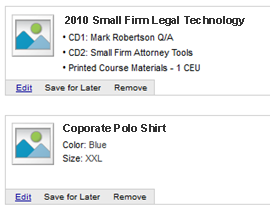 2010 Small Firm Legal Technology
• CD1: Mark Robertson Q/A
• CD2: Small Firm Attorney Tools
• Printed Course Materials - 1 CEU
Edit Save for Later Remove
Coporate Polo Shirt
Color: Blue
Size: XXL
Edit Save for Later Remove